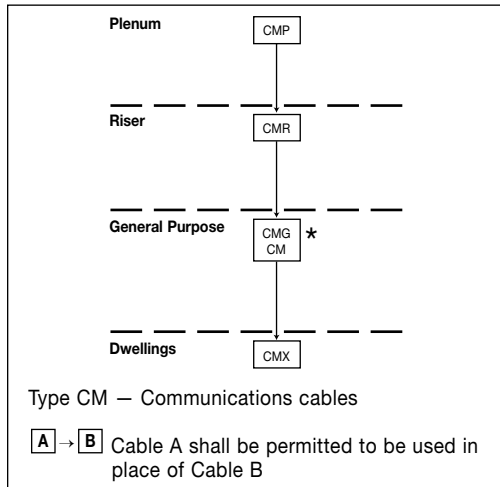 Plenum
CMP
Riser
CMR
General Purpose
CMG
CM
*
Dwellings
CMX
Type CM — Communications cables
A → B Cable A shall be permitted to be used in
place of Cable B